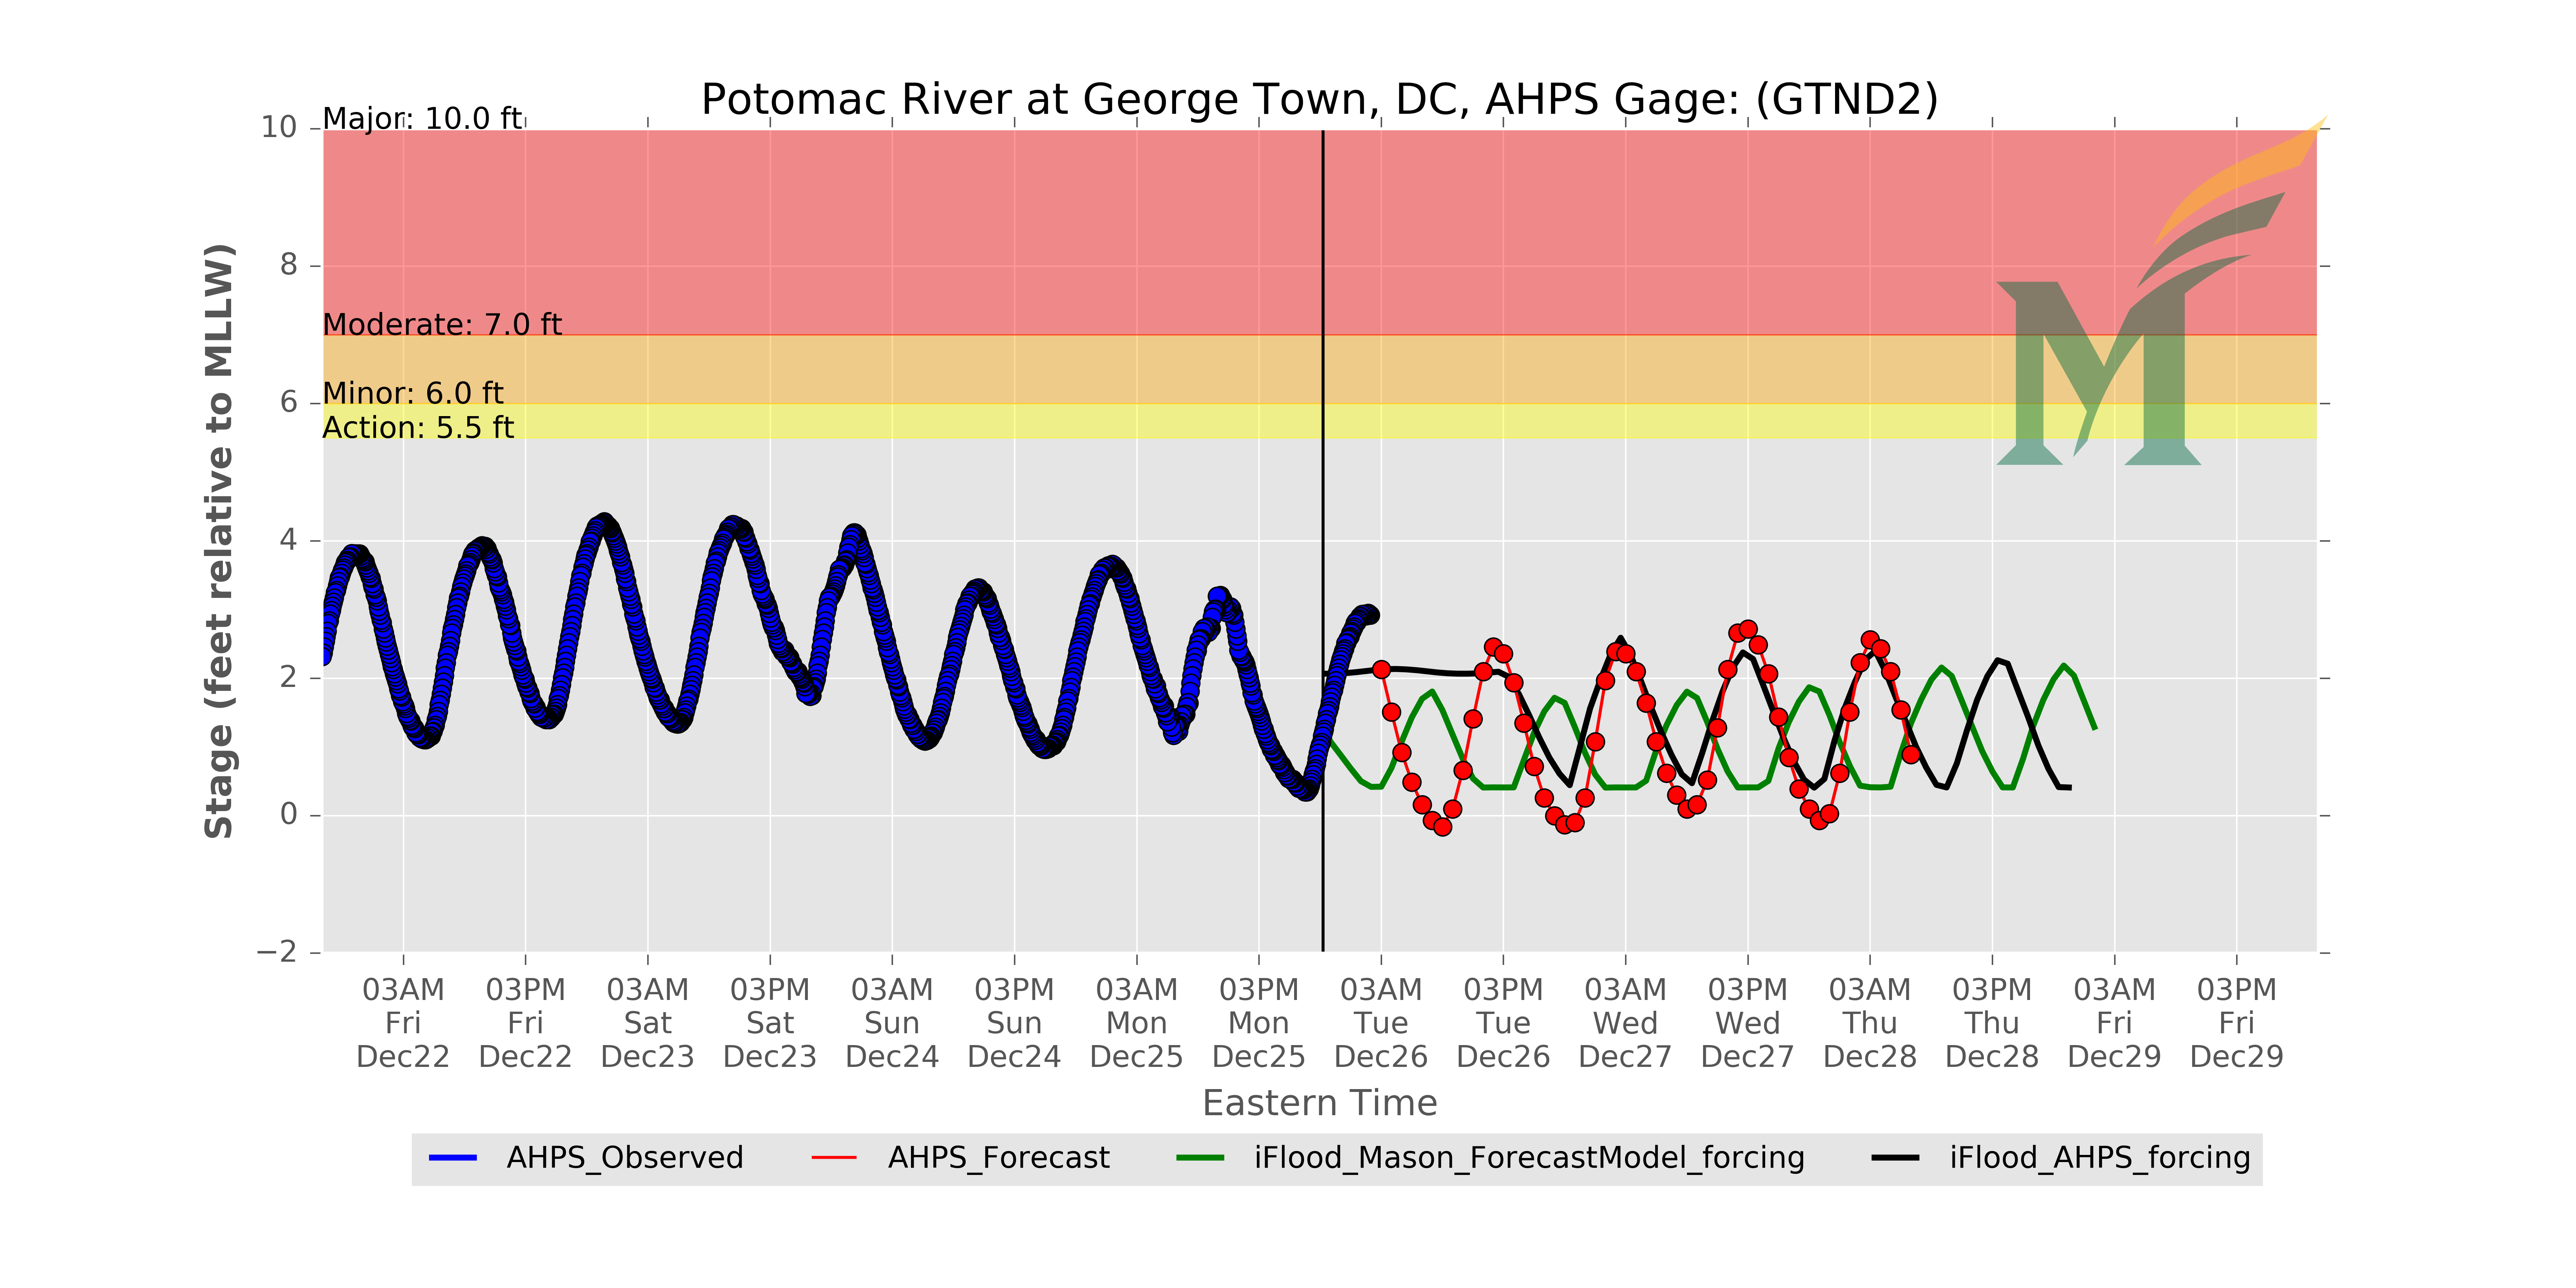 Potomac River at George Town, DC, AHPS Gage: (GTND2)
Major: 10.0 ft
Moderate: 7.0 ft
Minor: 6.0 ft
Action: 5.5 ft
Stage (feet relative to MLLW)
10
8
6
4
2
0
−2
03AM 03PM 03AM 03PM 03AM 03PM 03AM 03PM 03AM 03PM 03AM 03PM 03AM 03PM 03AM 03PM
Fri Fri Sat Sat Sun Sun Mon Mon Tue Tue Wed Wed Thu Thu Fri Fri
Dec22 Dec22 Dec23 Dec23 Dec24 Dec24 Dec25 Dec25 Dec26 Dec26 Dec27 Dec27 Dec28 Dec28 Dec29 Dec29
Eastern Time
AHPS_Observed AHPS_Forecast iFlood_Mason_ForecastModel_forcing iFlood_AHPS_forcing
M